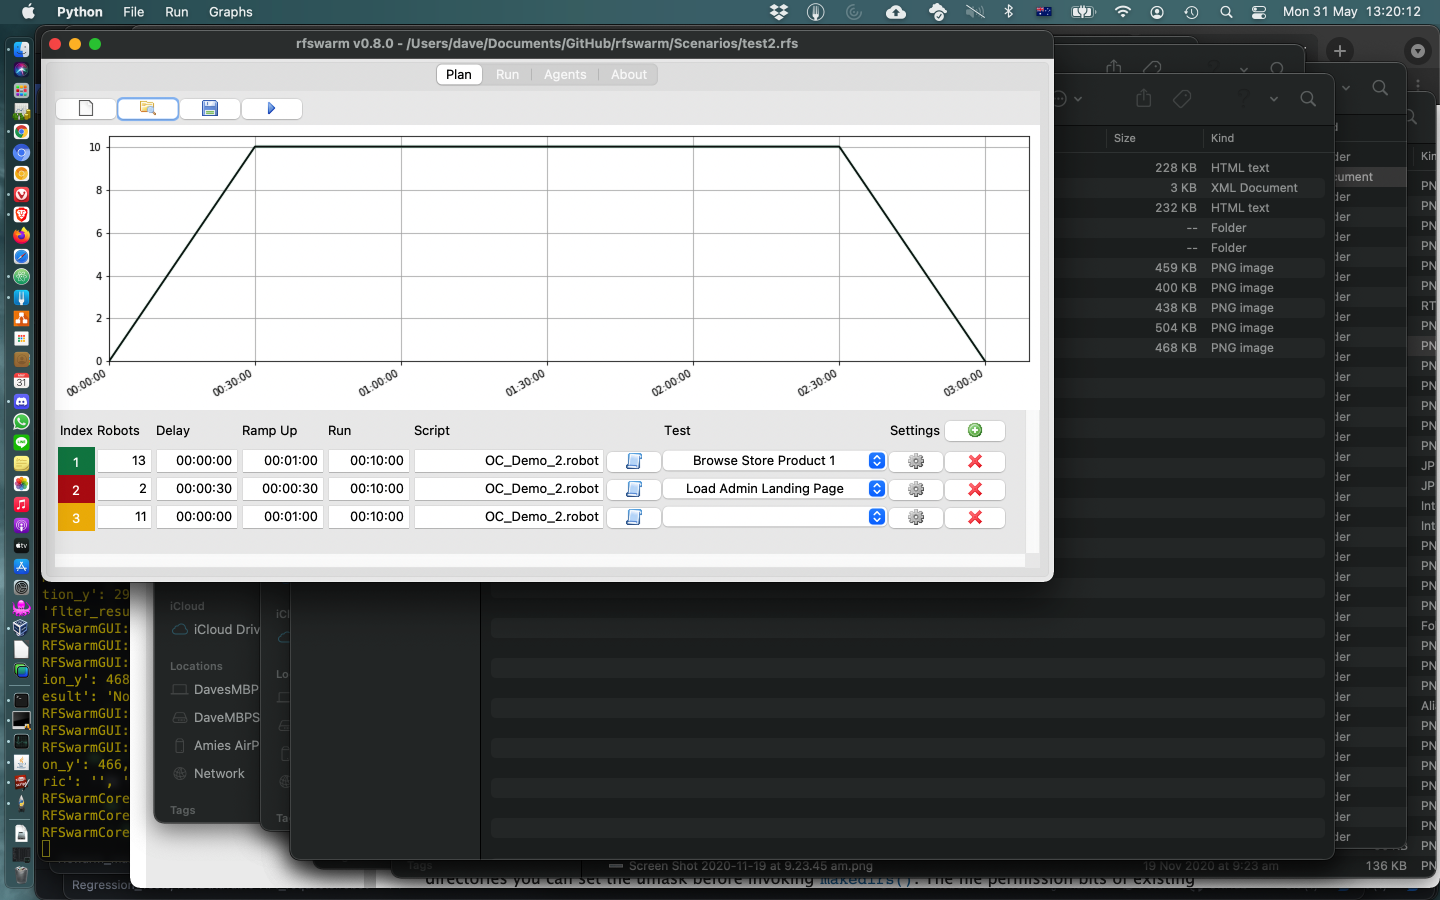 Python File Run Graphs
Mon 31 May 13:20:12
rfswarm v0.8.0 - /Users/dave/Documents/GitHub/rfswarm/Scenarios/test2.rfs
Plan Run Agents About
10
8
6
4
2
0
00:00:00 00:30:00 01:00:00 01:30:00 02:00:00 02:30:00 03:00:00
Index Robots Delay Ramp Up Run Script Test Settings
1 13 00:00:00 00:01:00 00:10:00 OC_Demo_2.robot Browse Store Product 1
2 2 00:00:30 00:00:30 00:10:00 OC_Demo_2.robot Load Admin Landing Page
3 11 00:00:00 00:01:00 00:10:00 OC_Demo_2.robot
Size Kind
228 KB HTML text
3 KB XML Document
232 KB HTML text
-- Folder
-- Folder
459 KB PNG image
400 KB PNG image
438 KB PNG image
504 KB PNG image
468 KB PNG image
tion_y': 29
'flter_resu
RFSwarmGUI:
RFSwarmGUI:
RFSwarmGUI:
ion_y': 468
esult': 'No
RFSwarmGUI:
RFSwarmGUI:
RFSwarmGUI:
on_y': 466,
ric': '', '
RFSwarmCore
RFSwarmCore
RFSwarmCore
iCloud
iCloud Driv
Locations
DavesMBP
DaveMBPS
Amies AirP
Network
Tags
Tags
Screen Shot 2020-11-19 at 9.23.45 am.png 19 Nov 2020 at 9:23 am 136 KB
directories you can set the umask before invoking makedirs(). The file permission bits of existing
Regression_